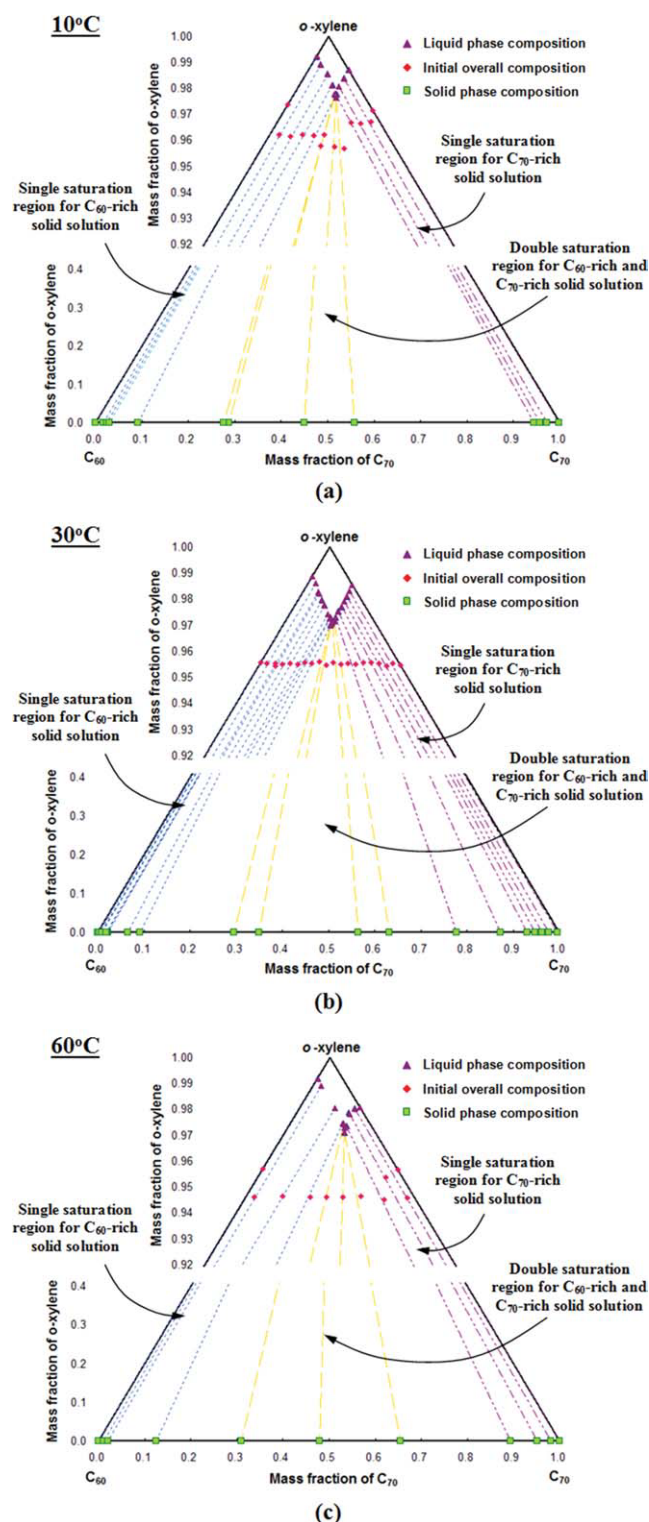 10°C
o-xylene
1.00
0.99
0.98
0.97
0.96
0.95
0.94
0.93
0.92
Mass fraction of o-xylene
Liquid phase composition
Initial overall composition
Solid phase composition
Single saturation
region for C70-rich
solid solution
Single saturation
region for C60-rich
solid solution
Double saturation
region for C60-rich and
C70-rich solid solution
0.4
0.3
0.2
0.1
0.0
Mass fraction of o-xylene
0.0 0.1 0.2 0.3 0.4 0.5 0.6 0.7 0.8 0.9 1.0
C60 Mass fraction of C70 C70
(a)
30°C
o-xylene
1.00
0.99
0.98
0.97
0.96
0.95
0.94
0.93
0.92
Mass fraction of o-xylene
Liquid phase composition
Initial overall composition
Solid phase composition
Single saturation
region for C70-rich
solid solution
Single saturation
region for C60-rich
solid solution
Double saturation
region for C60-rich and
C70-rich solid solution
0.4
0.3
0.2
0.1
0.0
Mass fraction of o-xylene
0.0 0.1 0.2 0.3 0.4 0.5 0.6 0.7 0.8 0.9 1.0
C60 Mass fraction of C70 C70
(b)
60°C
o-xylene
1.00
0.99
0.98
0.97
0.96
0.95
0.94
0.93
0.92
Mass fraction of o-xylene
Liquid phase composition
Initial overall composition
Solid phase composition
Single saturation
region for C70-rich
solid solution
Single saturation
region for C60-rich
solid solution
Double saturation
region for C60-rich and
C70-rich solid solution
0.4
0.3
0.2
0.1
0.0
Mass fraction of o-xylene
0.0 0.1 0.2 0.3 0.4 0.5 0.6 0.7 0.8 0.9 1.0
C60 Mass fraction of C70 C70
(c)